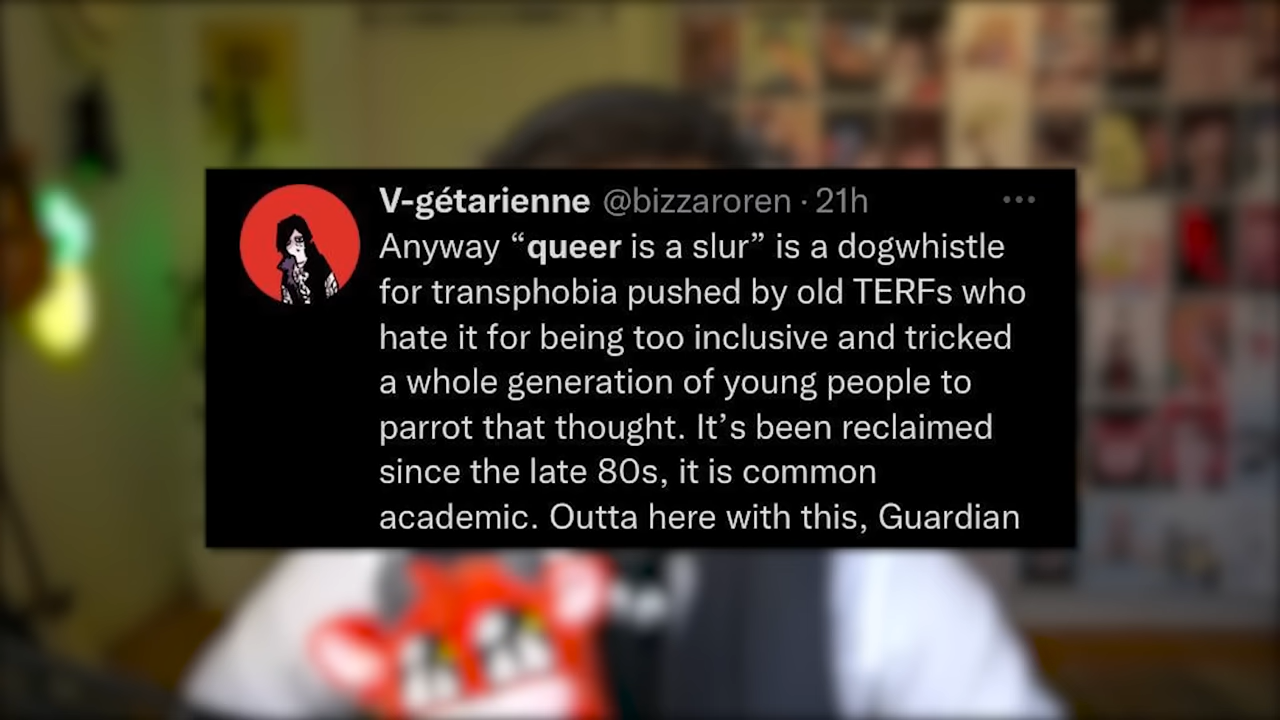 V-gétarienne @bizzaroren · 21h
Anyway “queer is a slur” is a dogwhistle
for transphobia pushed by old TERFs who
hate it for being too inclusive and tricked
a whole generation of young people to
parrot that thought. It’s been reclaimed
since the late 80s, it is common
academic. Outta here with this, Guardian